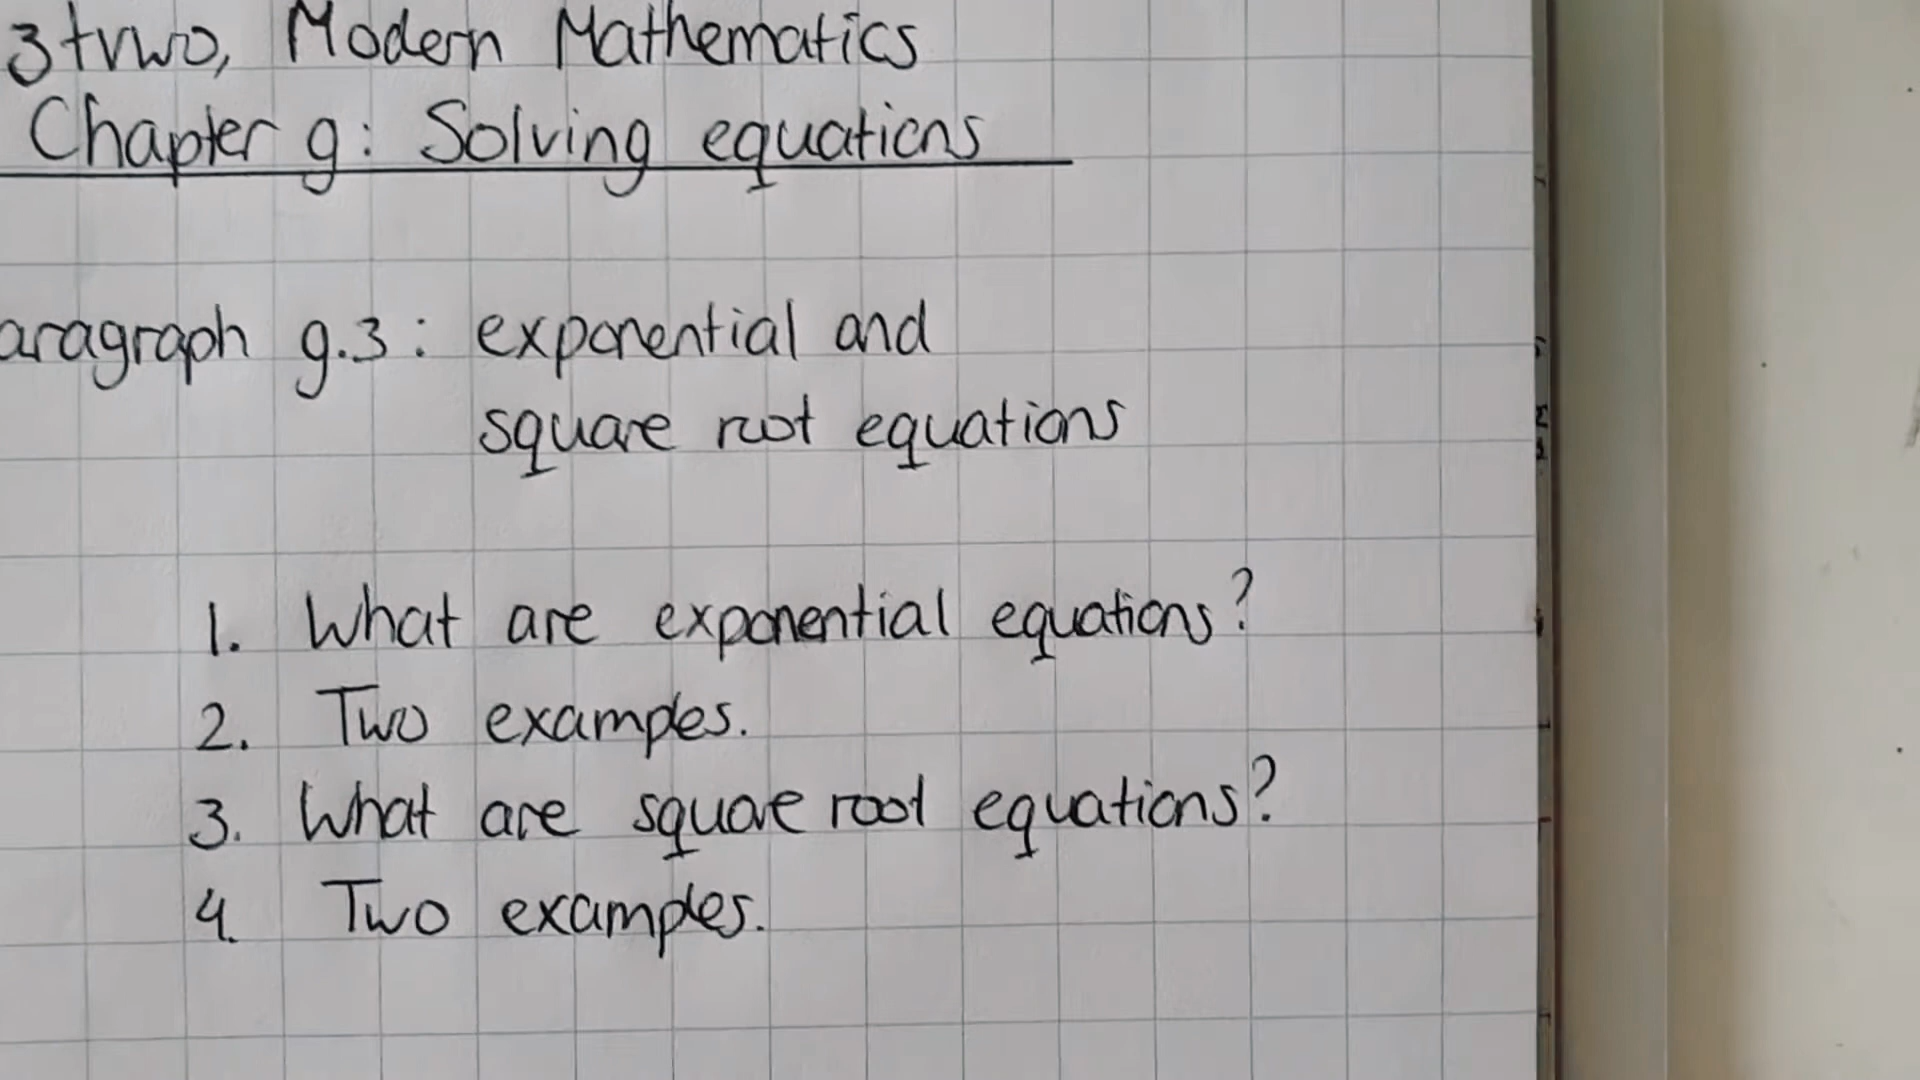 3tvwo, Modern Mathematics
Chapter 9: Solving equations
aragraph 9.3: exponential and
square root equations
1. What are exponential equations?
2. Two examples.
3. What are square root equations?
4. Two examples.